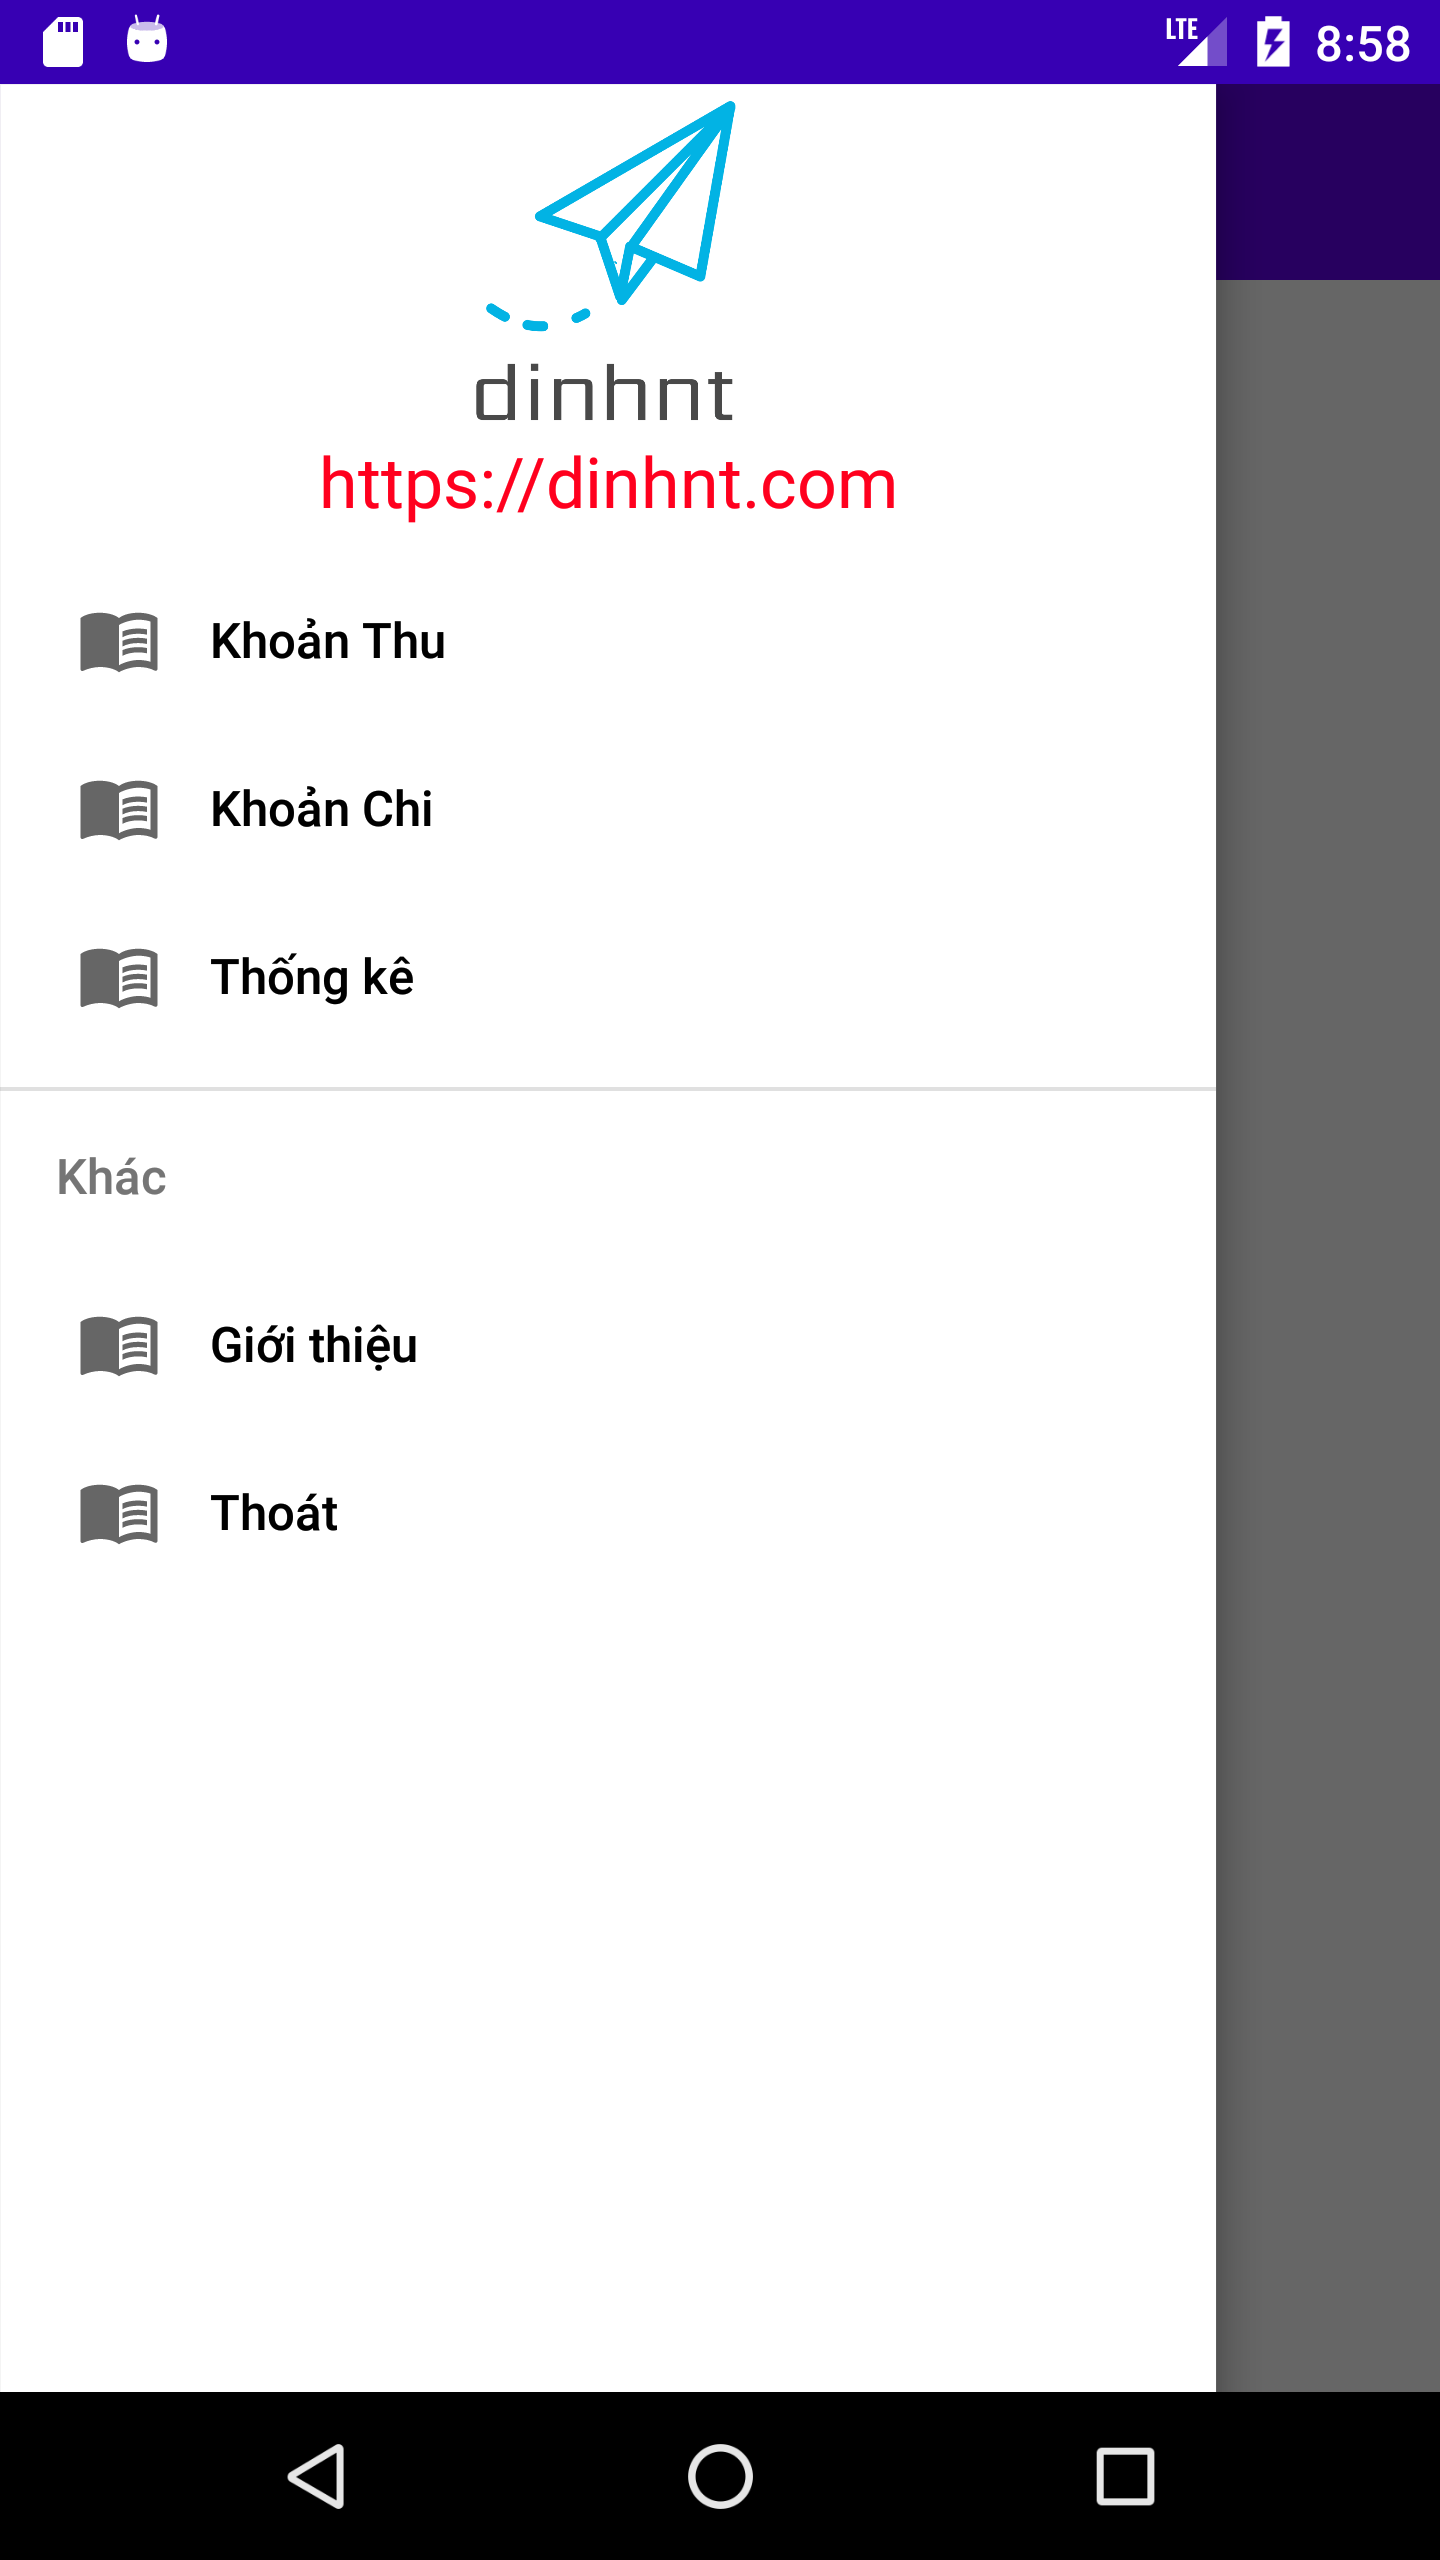 LTE 8:58
dinhnt
https://dinhnt.com
Khoản Thu
Khoản Chi
Thống kê
Khác
Giới thiệu
Thoát